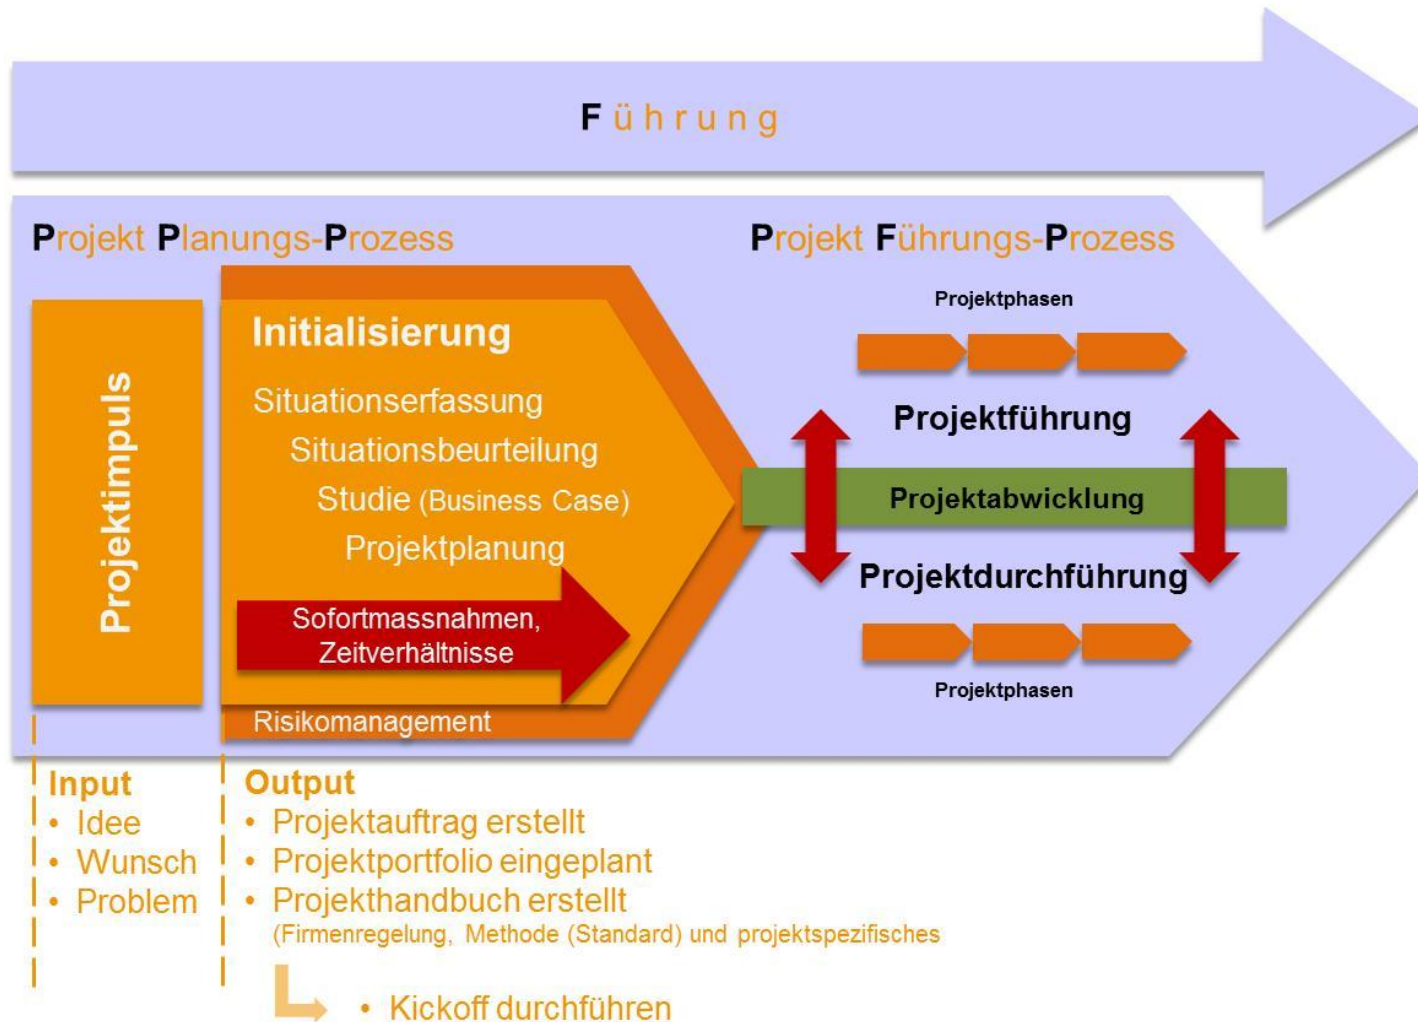 Führung
Projekt Planungs-Prozess
Projekt Führungs-Prozess
Projektimpuls
Initialisierung
Situationserfassung
Situationsbeurteilung
Studie (Business Case)
Projektplanung
Sofortmassnahmen,
Zeitverhältnisse
Risikomanagement
Projektphasen
Projektführung
Projektabwicklung
Projektdurchführung
Projektphasen
Input
• Idee
• Wunsch
• Problem
Output
• Projektauftrag erstellt
• Projektportfolio eingeplant
• Projekthandbuch erstellt
(Firmenregelung, Methode (Standard) und projektspezifisches
• Kickoff durchführen